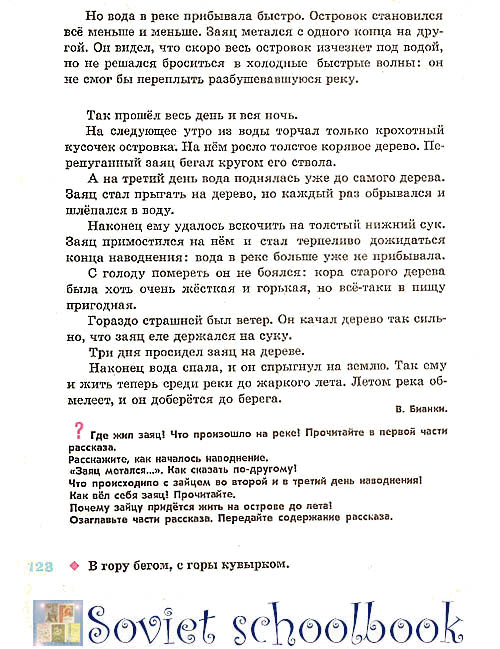 Но вода в реке прибывала быстро. Островок становился
всё меньше и меньше. Заяц метался с одного конца на дру-
гой. Он видел, что скоро весь островок исчезнет под водой,
но не решался броситься в холодные быстрые волны: он
не смог бы переплыть разбушевавшуюся реку.
Так прошёл весь день и вся ночь.
На следующее утро из воды торчал только крохотный
кусочек островка. На нём росло толстое корявое дерево. Пе-
репуганный заяц бегал кругом его ствола.
А на третий день вода поднялась уже до самого дерева.
Заяц стал прыгать на дерево, но каждый раз обрывался и
шлёпался в воду.
Наконец ему удалось вскочить на толстый нижний сук.
Заяц примостился на нём и стал терпеливо дожидаться
конца наводнения: вода в реке больше уже не прибывала.
С голоду помереть он не боялся: кора старого дерева
была хоть очень жёсткая и горькая, но всё-таки в пищу
пригодная.
Гораздо страшней был ветер. Он качал дерево так силь-
но, что заяц еле держался на суку.
Три дня просидел заяц на дереве.
Наконец вода спала, и он спрыгнул на землю. Так ему
и жить теперь среди реки до жаркого лета. Летом река об-
мелеет, и он доберётся до берега.
В. Бианки.
? Где жил заяц? Что произошло на реке? Прочитайте в первой части
рассказа.
Расскажите, как началось наводнение.
«Заяц метался...». Как сказать по-другому?
Что происходило с зайцем во второй и в третий день наводнения?
Как вёл себя заяц? Прочитайте.
Почему зайцу придётся жить на острове до лета?
Озаглавьте части рассказа. Передайте содержание рассказа.
128 ◆ В гору бегом, с горы кувырком.
Soviet schoolbook